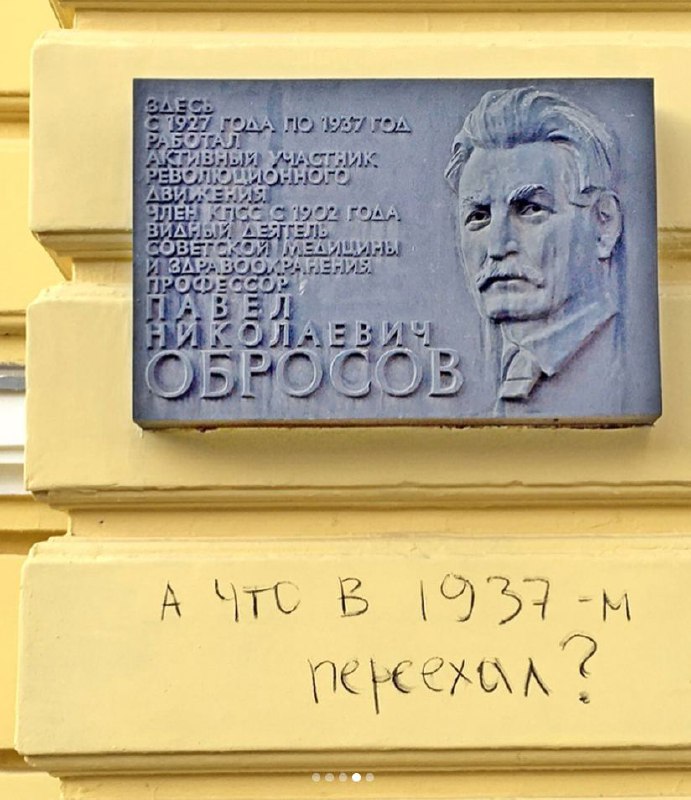 ЗДЕСЬ
С 1927 ГОДА ПО 1937 ГОД
РАБОТАЛ
АКТИВНЫЙ УЧАСТНИК
РЕВОЛЮЦИОННОГО
ДВИЖЕНИЯ
ЧЛЕН КПСС С 1902 ГОДА
ВИДНЫЙ ДЕЯТЕЛЬ
СОВЕТСКОЙ МЕДИЦИНЫ
И ЗДРАВООХРАНЕНИЯ
ПРОФЕССОР
ПАВЕЛ
НИКОЛАЕВИЧ
ОБРОСОВ
А ЧТО В 1937-М
переехал?